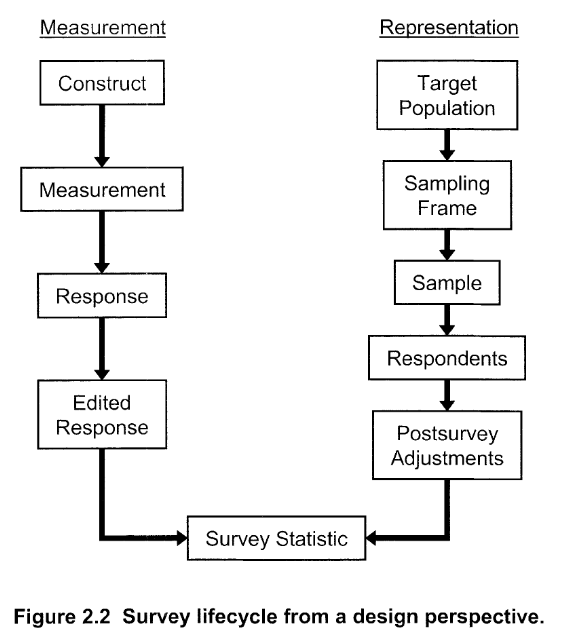 Measurement
Representation
Construct
Target
Population
Measurement
Sampling
Frame
Response
Sample
Respondents
Edited
Response
Postsurvey
Adjustments
Survey Statistic
Figure 2.2 Survey lifecycle from a design perspective.